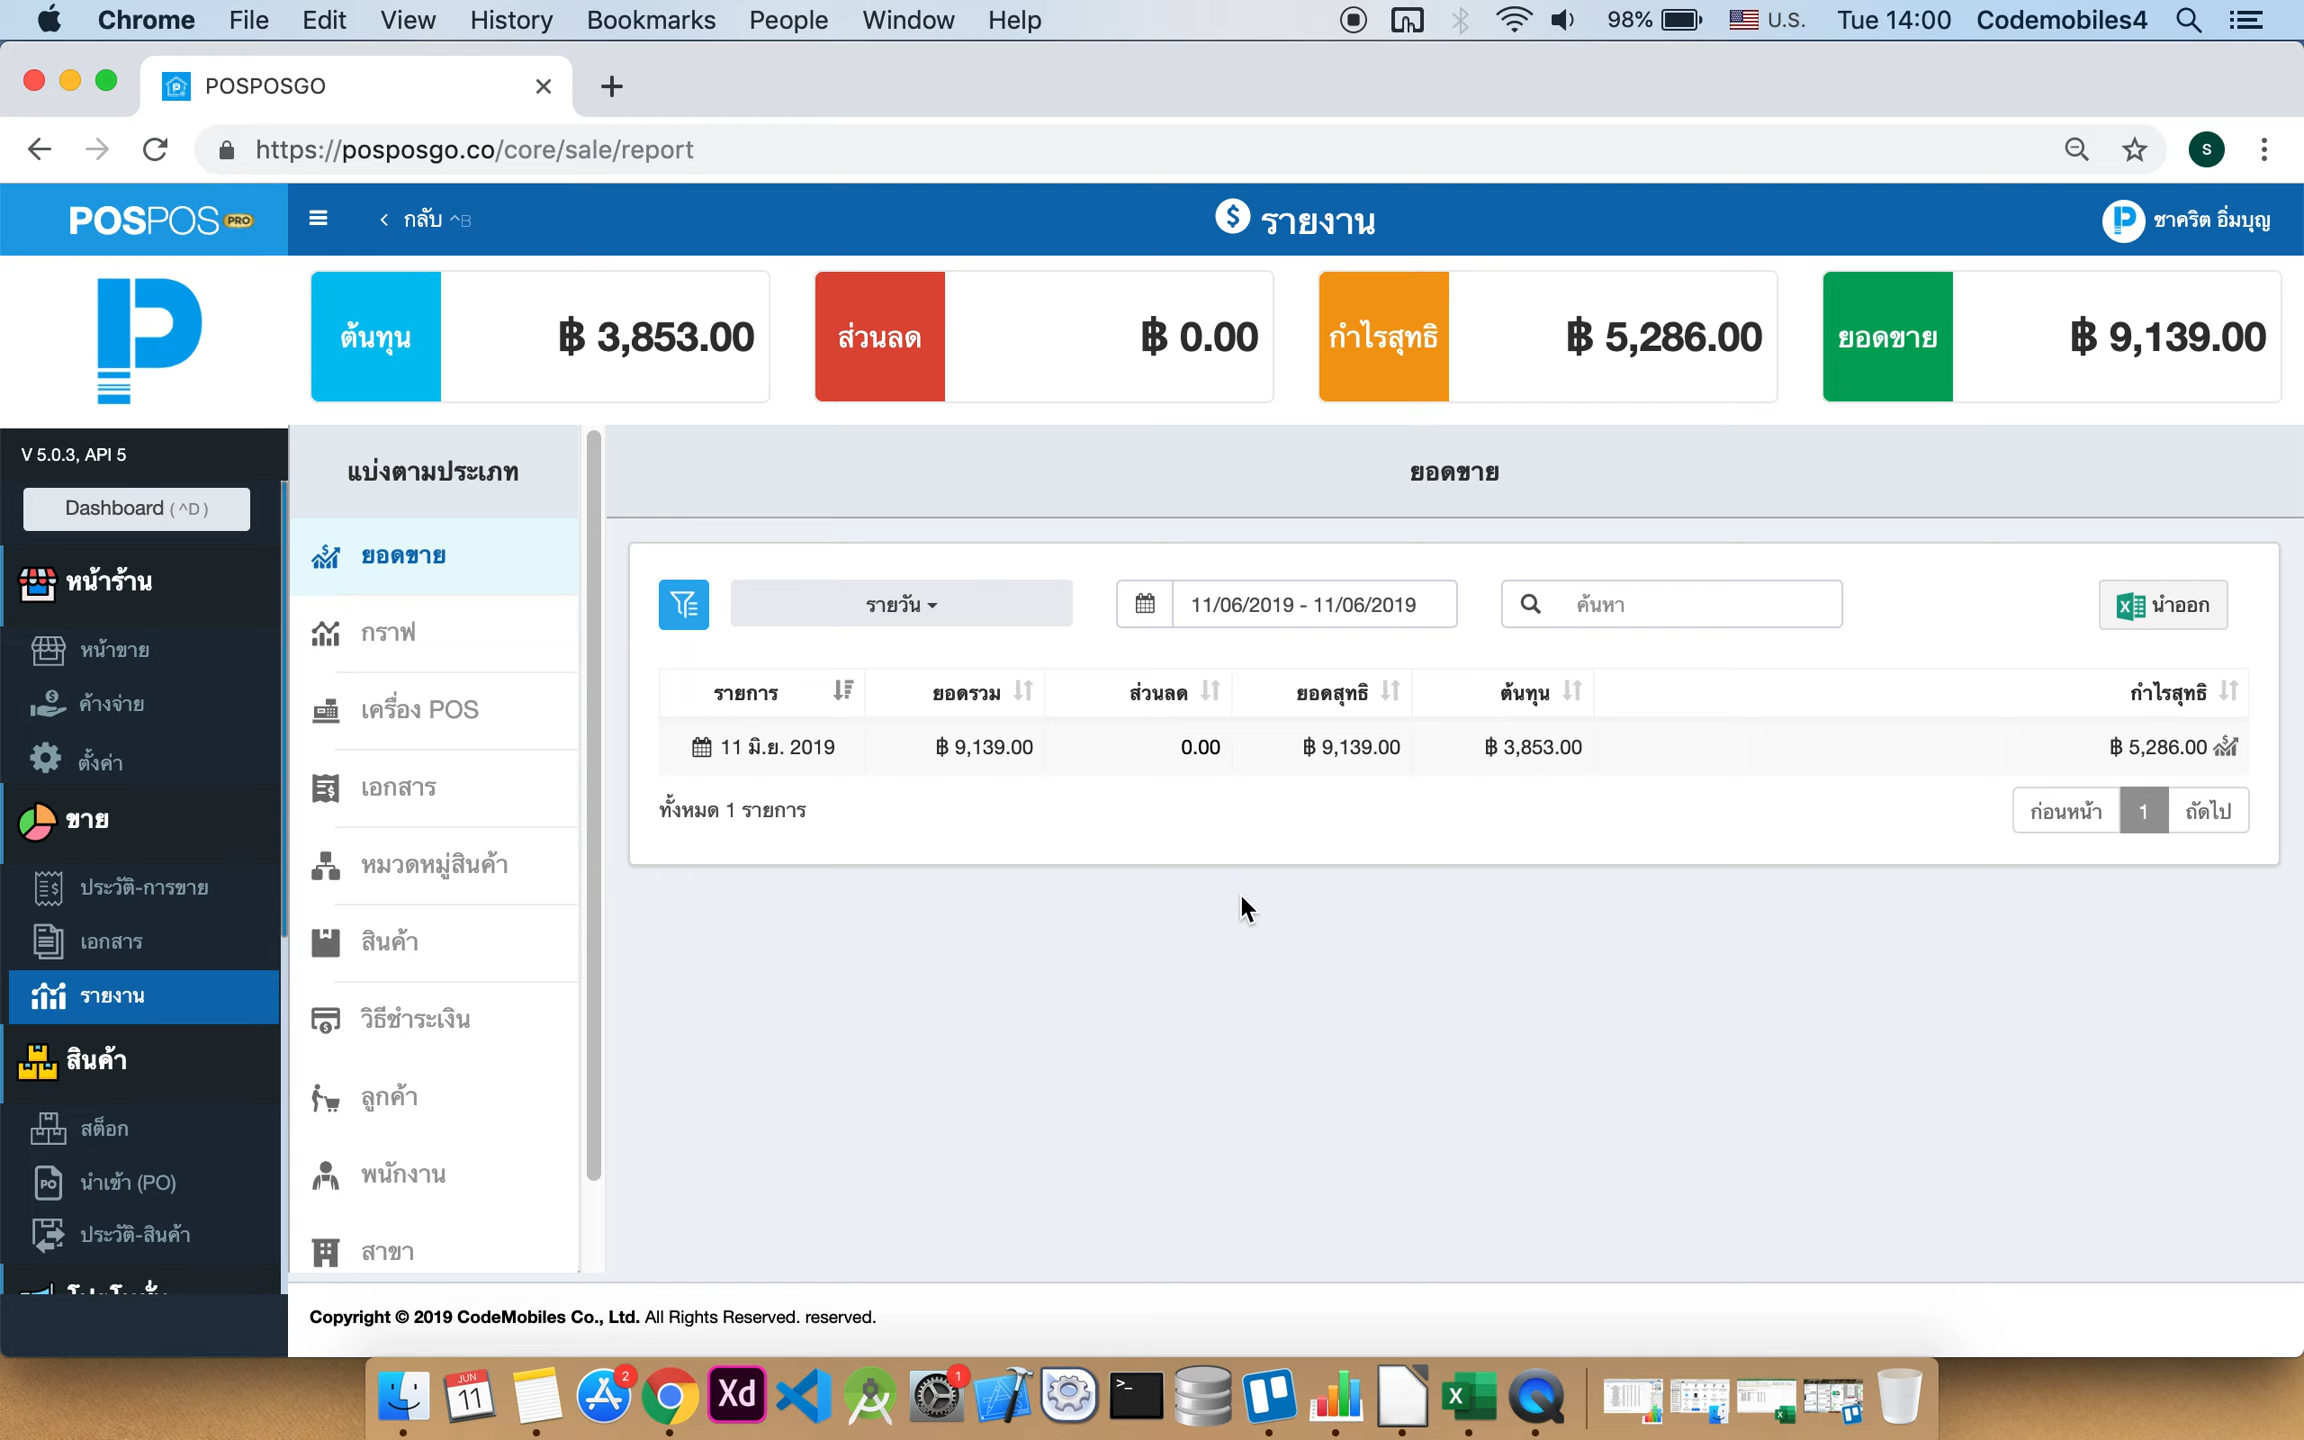 Chrome File Edit View History Bookmarks People Window Help 98% U.S. Tue 14:00 Codemobiles4
POSPOSGO
https://posposgo.co/core/sale/report S
POSPOS PRO กลับ ^B รายงาน ชาคริต อิ่มบุญ
ต้นทุน ฿ 3,853.00 ส่วนลด ฿ 0.00 กำไรสุทธิ ฿ 5,286.00 ยอดขาย ฿ 9,139.00
V 5.0.3, API 5
Dashboard ( ^D )
หน้าร้าน
หน้าขาย
ค้างจ่าย
ตั้งค่า
ขาย
ประวัติ-การขาย
เอกสาร
รายงาน
สินค้า
สต็อก
นำเข้า (PO)
ประวัติ-สินค้า
แบ่งตามประเภท
ยอดขาย
กราฟ
เครื่อง POS
เอกสาร
หมวดหมู่สินค้า
สินค้า
วิธีชำระเงิน
ลูกค้า
พนักงาน
สาขา
ยอดขาย
รายวัน 11/06/2019 - 11/06/2019 ค้นหา นำออก
รายการ ยอดรวม ส่วนลด ยอดสุทธิ ต้นทุน กำไรสุทธิ
11 มิ.ย. 2019 ฿ 9,139.00 0.00 ฿ 9,139.00 ฿ 3,853.00 ฿ 5,286.00
ทั้งหมด 1 รายการ ก่อนหน้า 1 ถัดไป
Copyright © 2019 CodeMobiles Co., Ltd. All Rights Reserved. reserved.
JUN 11 2 Xd 1